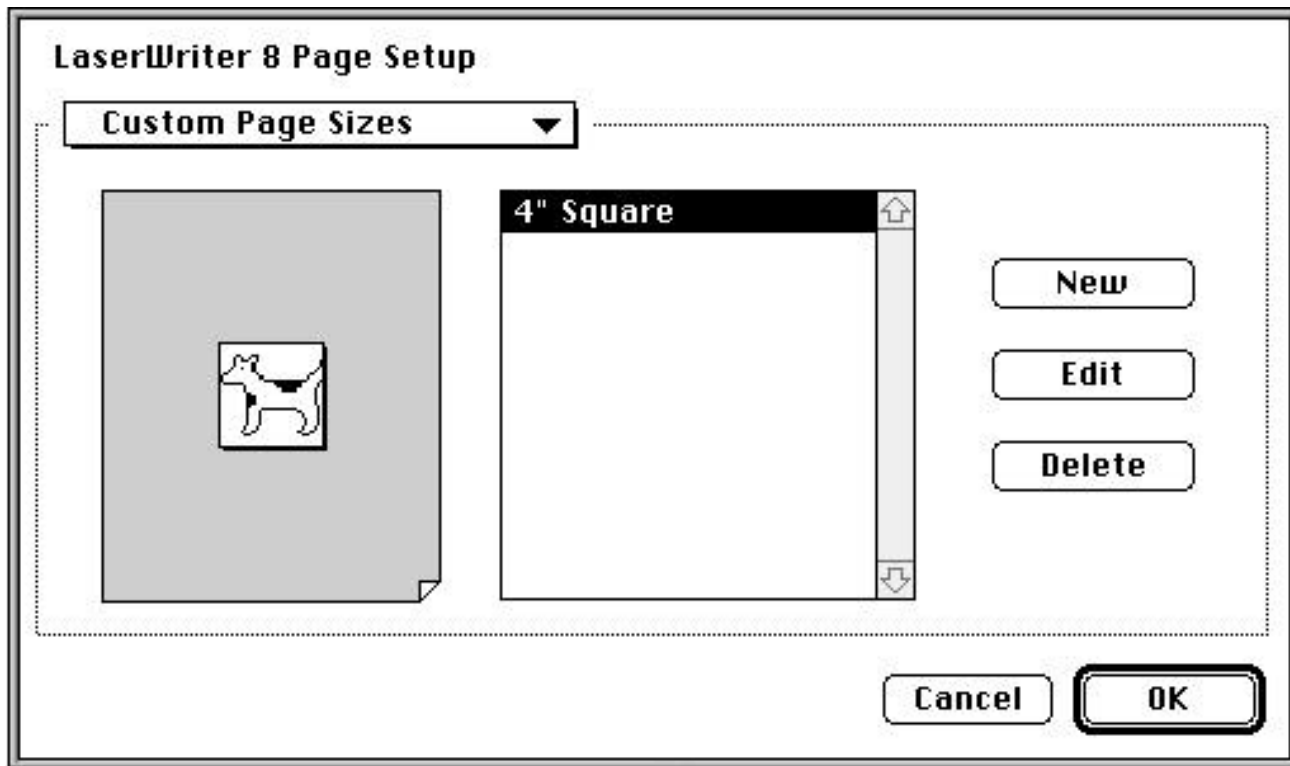 LaserWriter 8 Page Setup
Custom Page Sizes
4" Square
New
Edit
Delete
Cancel
OK